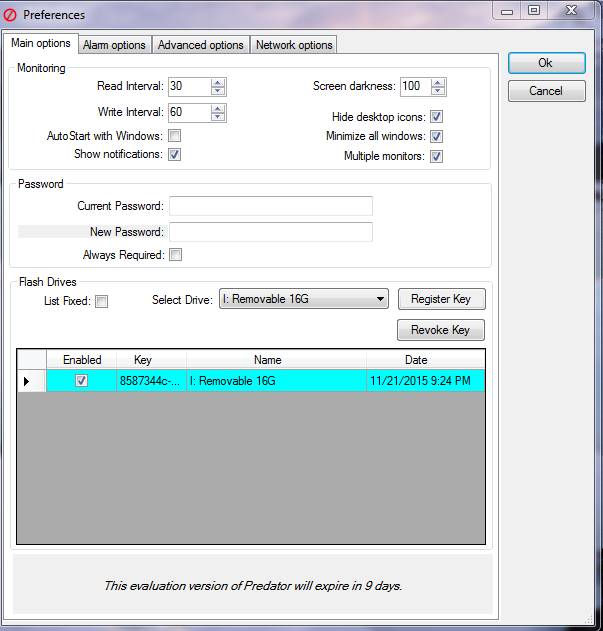 Preferences
Main options Alarm options Advanced options Network options
Ok
Cancel
Monitoring
Read Interval: 30 Screen darkness: 100
Write Interval: 60 Hide desktop icons:
AutoStart with Windows: Minimize all windows:
Show notifications: Multiple monitors:
Password
Current Password:
New Password:
Always Required:
Flash Drives
List Fixed: Select Drive: I: Removable 16G Register Key
Revoke Key
Enabled Key Name Date
8587344c-... I: Removable 16G 11/21/2015 9:24 PM
This evaluation version of Predator will expire in 9 days.